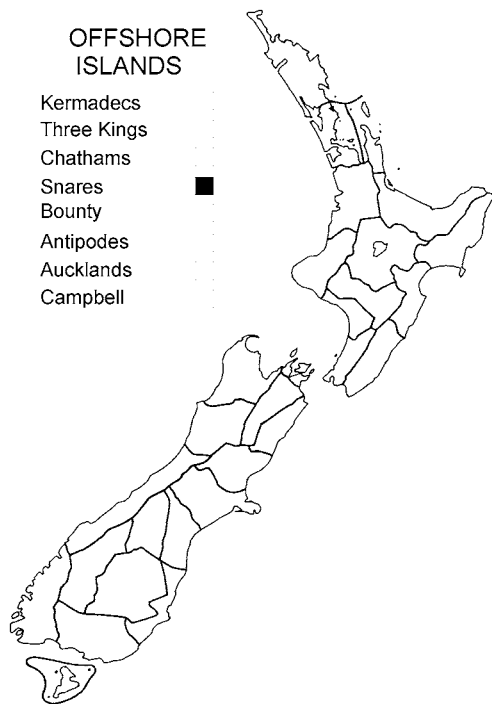 OFFSHORE
ISLANDS
Kermadecs
Three Kings
Chathams
Snares
Bounty
Antipodes
Aucklands
Campbell